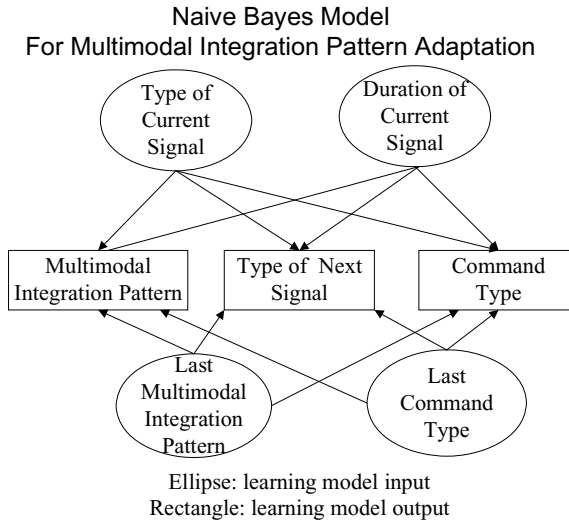 Naive Bayes Model
For Multimodal Integration Pattern Adaptation
Type of
Current
Signal
Duration of
Current
Signal
Multimodal
Integration Pattern
Type of Next
Signal
Command
Type
Last
Multimodal
Integration
Pattern
Last
Command
Type
Ellipse: learning model input
Rectangle: learning model output